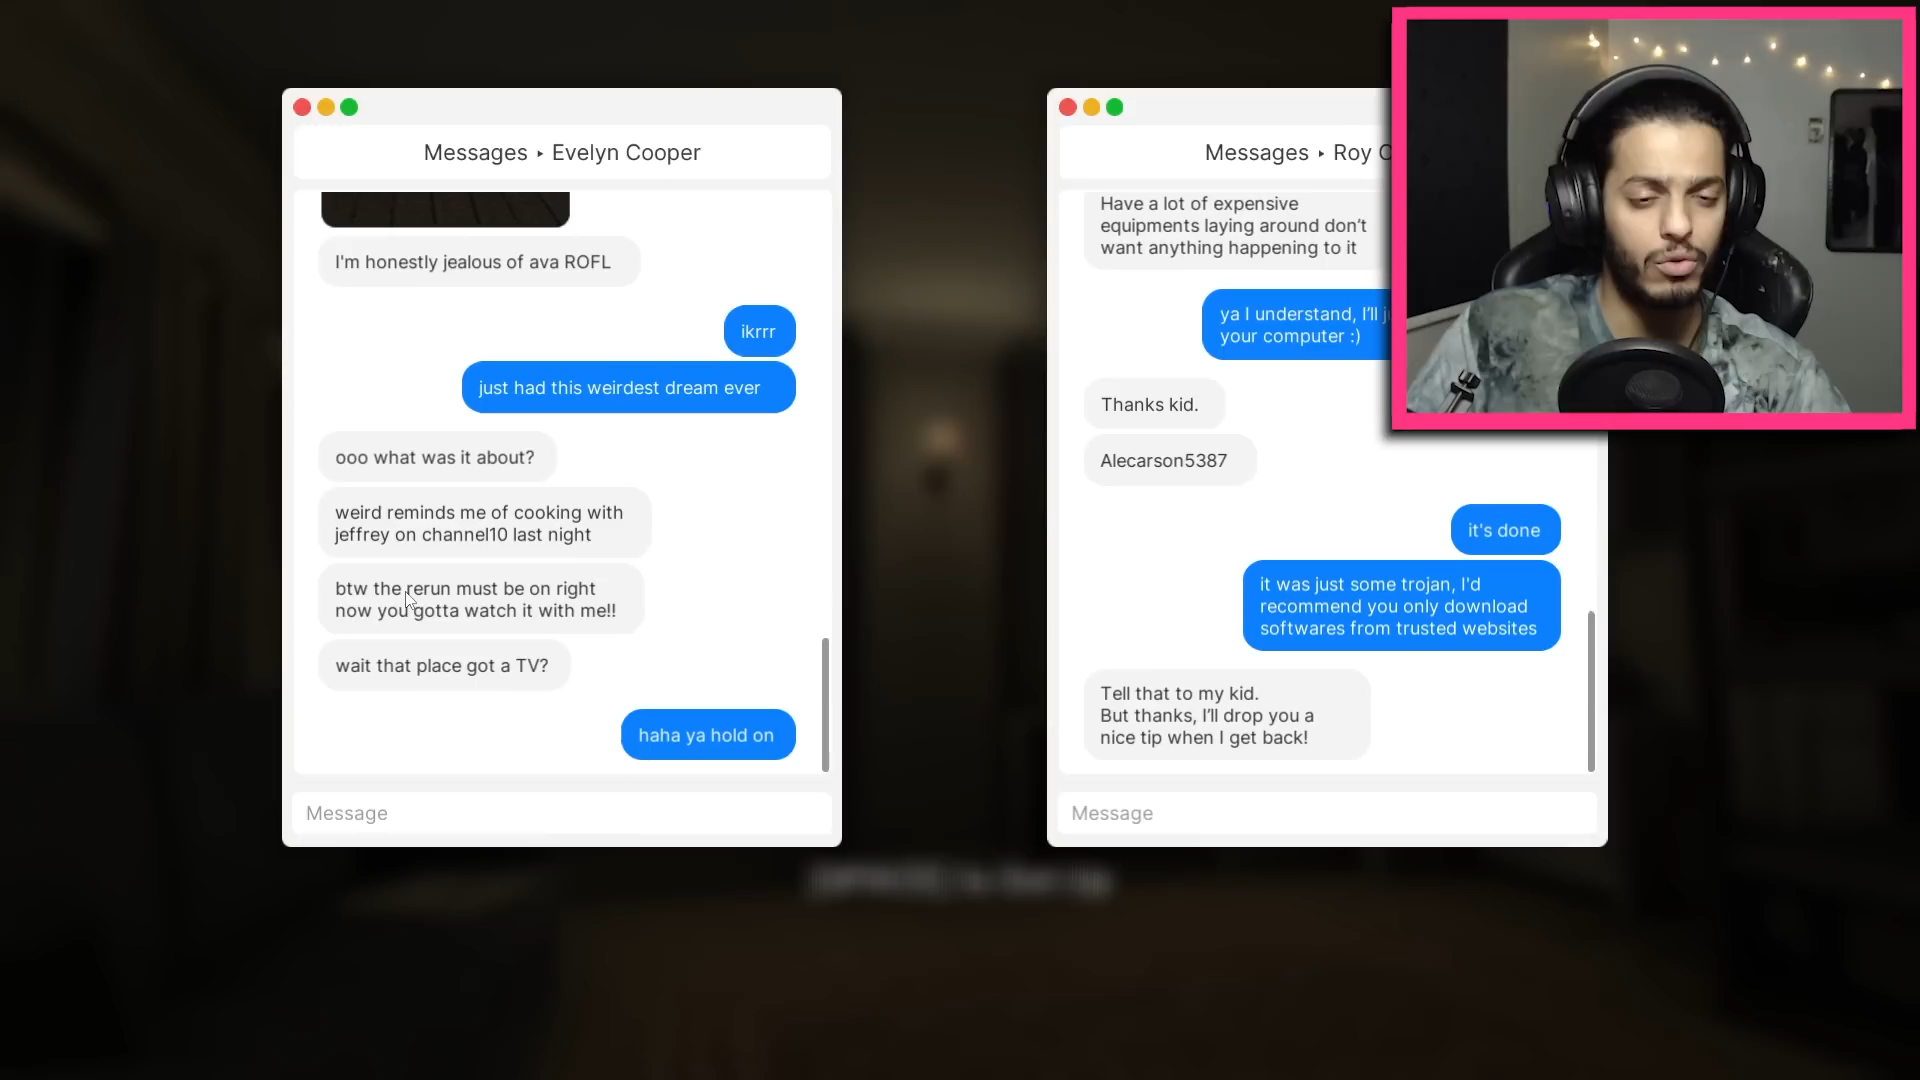 Messages ‣ Evelyn Cooper
I'm honestly jealous of ava ROFL
ikrrr
just had this weirdest dream ever
ooo what was it about?
weird reminds me of cooking with
jeffrey on channel10 last night
btw the rerun must be on right
now you gotta watch it with me!!
wait that place got a TV?
haha ya hold on
Message
Messages ‣ Roy
Have a lot of expensive
equipments laying around don't
want anything happening to it
ya I understand, I'll
your computer :)
Thanks kid.
Alecarson5387
it's done
it was just some trojan, I'd
recommend you only download
softwares from trusted websites
Tell that to my kid.
But thanks, I'll drop you a
nice tip when I get back!
Message